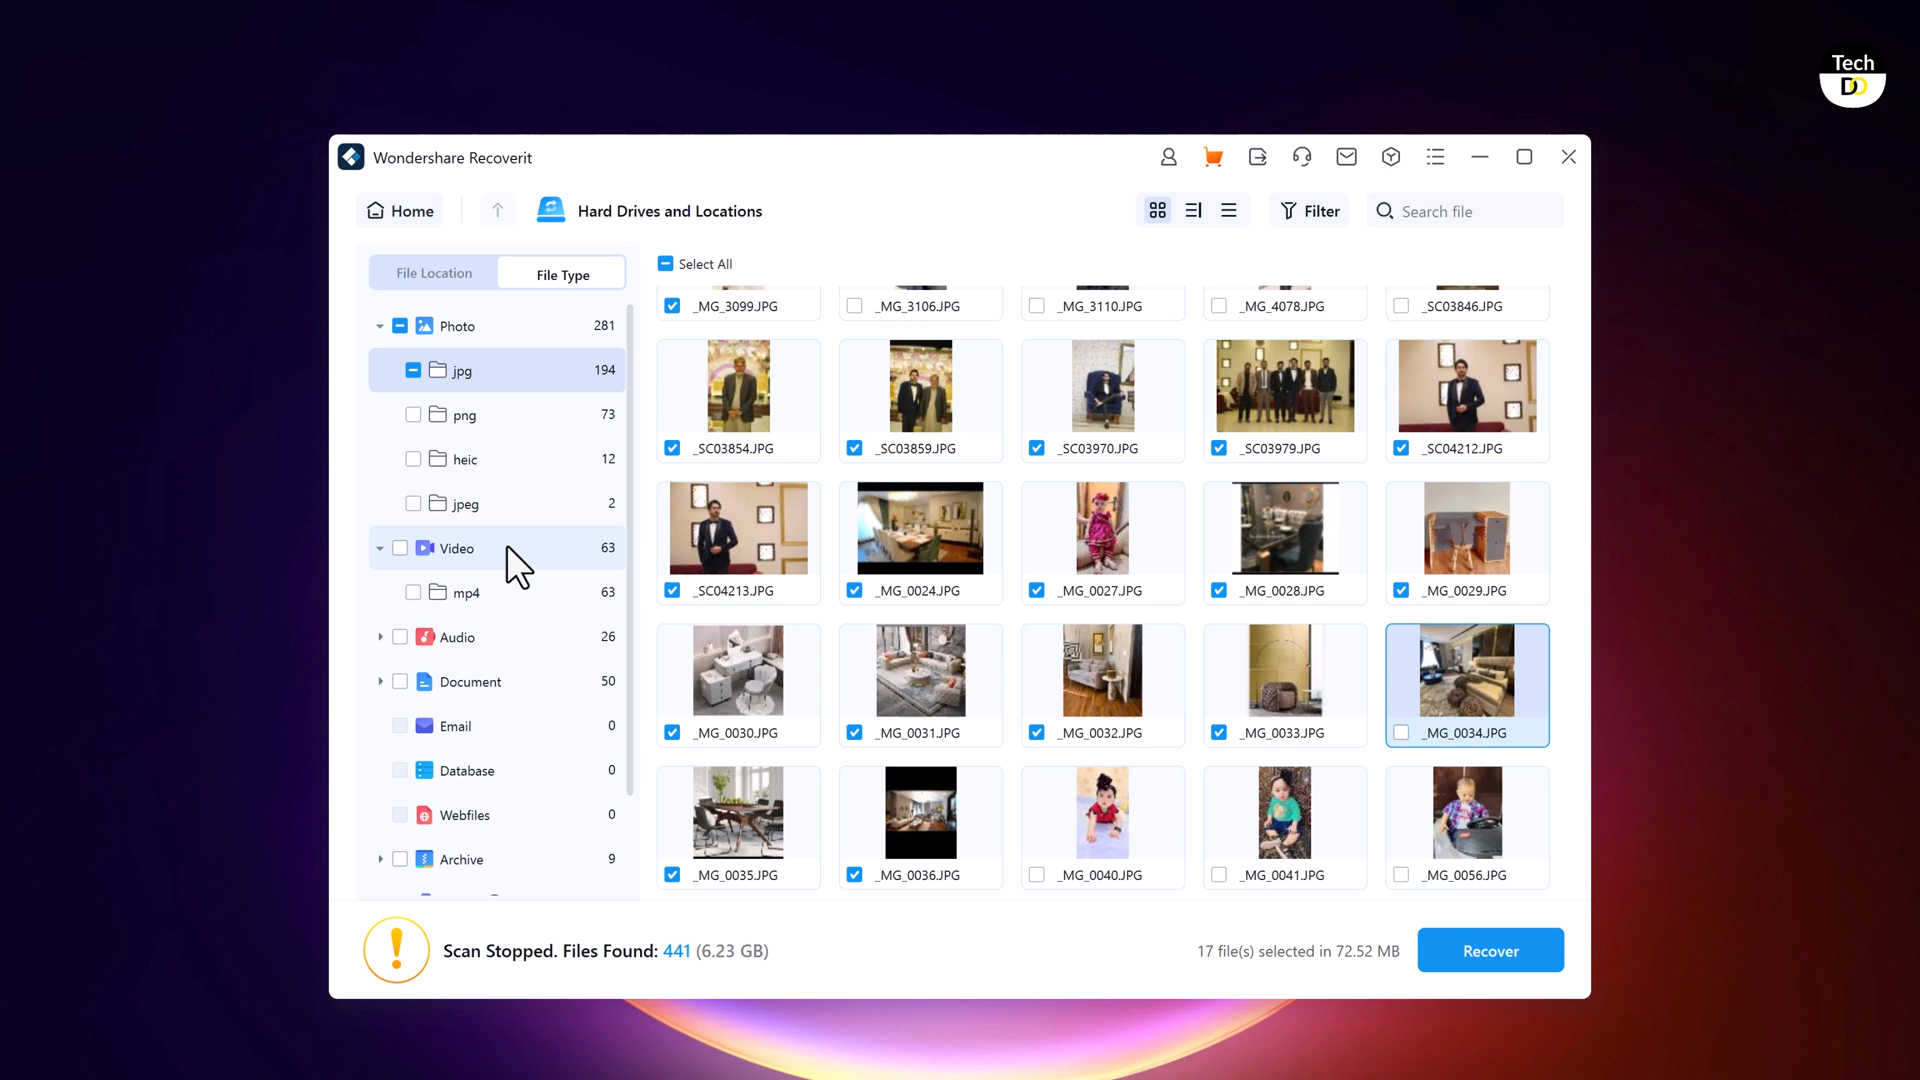 Tech
DO
Wondershare Recoverit
Home
Hard Drives and Locations
Filter
Search file
File Location
File Type
Select All
Photo 281
jpg 194
png 73
heic 12
jpeg 2
Video 63
mp4 63
Audio 26
Document 50
Email 0
Database 0
Webfiles 0
Archive 9
_MG_3099.JPG _MG_3106.JPG _MG_3110.JPG _MG_4078.JPG _SC03846.JPG
_SC03854.JPG _SC03859.JPG _SC03970.JPG _SC03979.JPG _SC04212.JPG
_SC04213.JPG _MG_0024.JPG _MG_0027.JPG _MG_0028.JPG _MG_0029.JPG
_MG_0030.JPG _MG_0031.JPG _MG_0032.JPG _MG_0033.JPG _MG_0034.JPG
_MG_0035.JPG _MG_0036.JPG _MG_0040.JPG _MG_0041.JPG _MG_0056.JPG
Scan Stopped. Files Found: 441 (6.23 GB)
17 file(s) selected in 72.52 MB
Recover